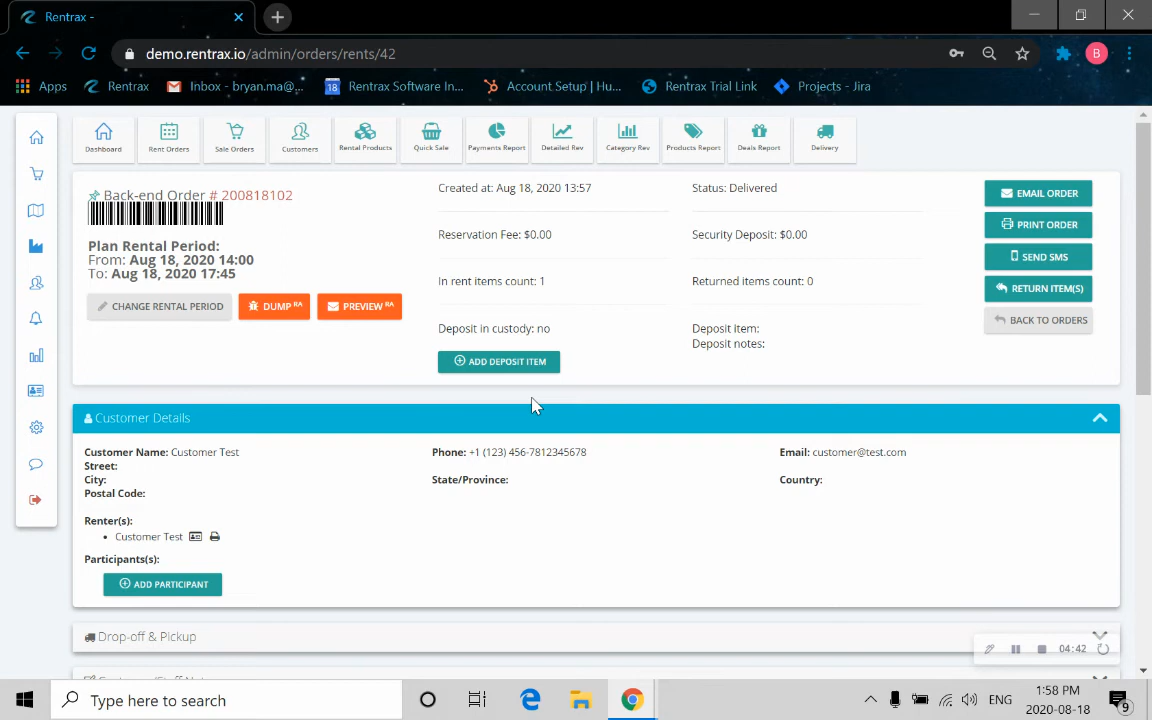 Rentrax -
demo.rentrax.io/admin/orders/rents/42
B
Apps
Rentrax
Inbox - bryan.ma@...
18
Rentrax Software In...
Account Setup | Hu...
Rentrax Trial Link
Projects - Jira
Dashboard
Rent Orders
Sale Orders
Customers
Rental Products
Quick Sale
Payments Report
Detailed Rev
Category Rev
Products Report
Deals Report
Delivery
Back-end Order # 200818102
Plan Rental Period:
From: Aug 18, 2020 14:00
To: Aug 18, 2020 17:45
CHANGE RENTAL PERIOD
DUMP RA
PREVIEW RA
Created at: Aug 18, 2020 13:57
Status: Delivered
Reservation Fee: $0.00
Security Deposit: $0.00
In rent items count: 1
Returned items count: 0
Deposit in custody: no
Deposit item:
Deposit notes:
ADD DEPOSIT ITEM
EMAIL ORDER
PRINT ORDER
SEND SMS
RETURN ITEM(S)
BACK TO ORDERS
Customer Details
Customer Name: Customer Test
Street:
City:
Postal Code:
Phone: +1 (123) 456-7812345678
State/Province:
Email: customer@test.com
Country:
Renter(s):
• Customer Test
Participants(s):
ADD PARTICIPANT
Drop-off & Pickup
04:42
Type here to search
ENG
1:58 PM
2020-08-18
9